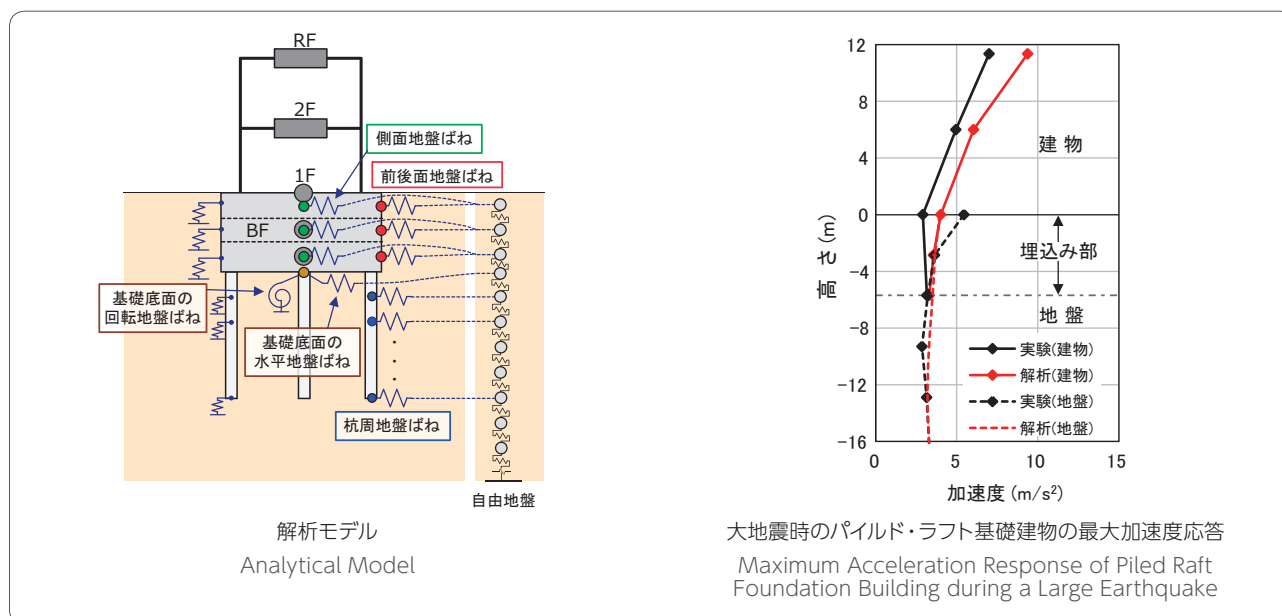 RF
2F
側面地盤ばね
1F
前後面地盤ばね
BF
基礎底面の
回転地盤ばね
基礎底面の
水平地盤ばね
杭周地盤ばね
自由地盤
解析モデル
Analytical Model
12
8
4
0
-4
-8
-12
-16
高さ(m)
建物
埋込み部
地盤
実験(建物)
解析(建物)
実験(地盤)
解析(地盤)
0 5 10 15
加速度 (m/s²)
大地震時のパイルド・ラフト基礎建物の最大加速度応答
Maximum Acceleration Response of Piled Raft
Foundation Building during a Large Earthquake